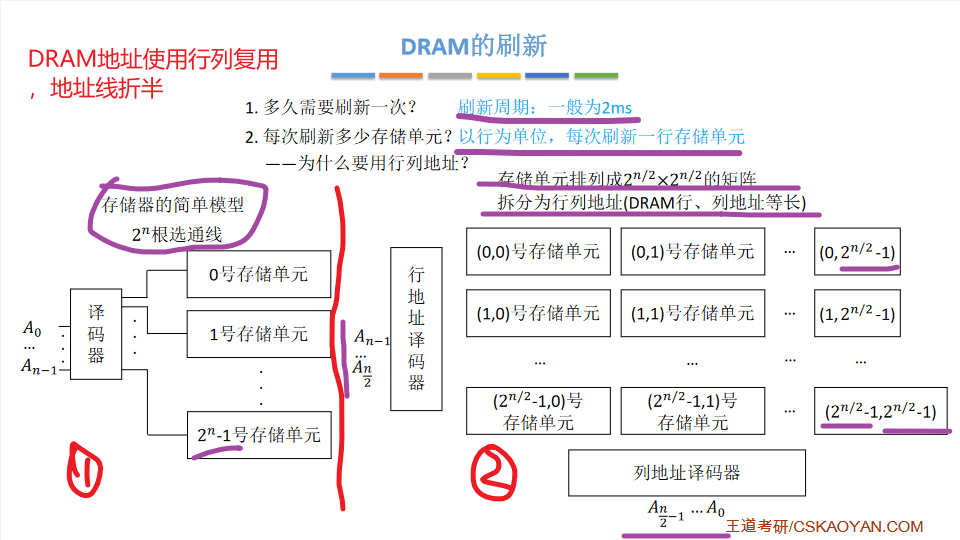 DRAM的刷新
DRAM地址使用行列复用
，地址线折半
1. 多久需要刷新一次？ 刷新周期：一般为2ms
2. 每次刷新多少存储单元？以行为单位，每次刷新一行存储单元
——为什么要用行列地址？
存储单元排列成2^{n/2}×2^{n/2}的矩阵
拆分为行列地址(DRAM行、列地址等长)
存储器的简单模型
2^n根选通线
译码器
A_0
...
A_{n-1}
0号存储单元
1号存储单元
2^n-1号存储单元
1
行地址译码器
A_{n-1}
...
A_{n/2}
(0,0)号存储单元 (0,1)号存储单元 ... (0, 2^{n/2}-1)
(1,0)号存储单元 (1,1)号存储单元 ... (1, 2^{n/2}-1)
... ... ... ...
(2^{n/2}-1,0)号 (2^{n/2}-1,1)号 ... (2^{n/2}-1,2^{n/2}-1)
存储单元 存储单元
2
列地址译码器
A_{n/2-1} ... A_0
王道考研/CSKAOYAN.COM